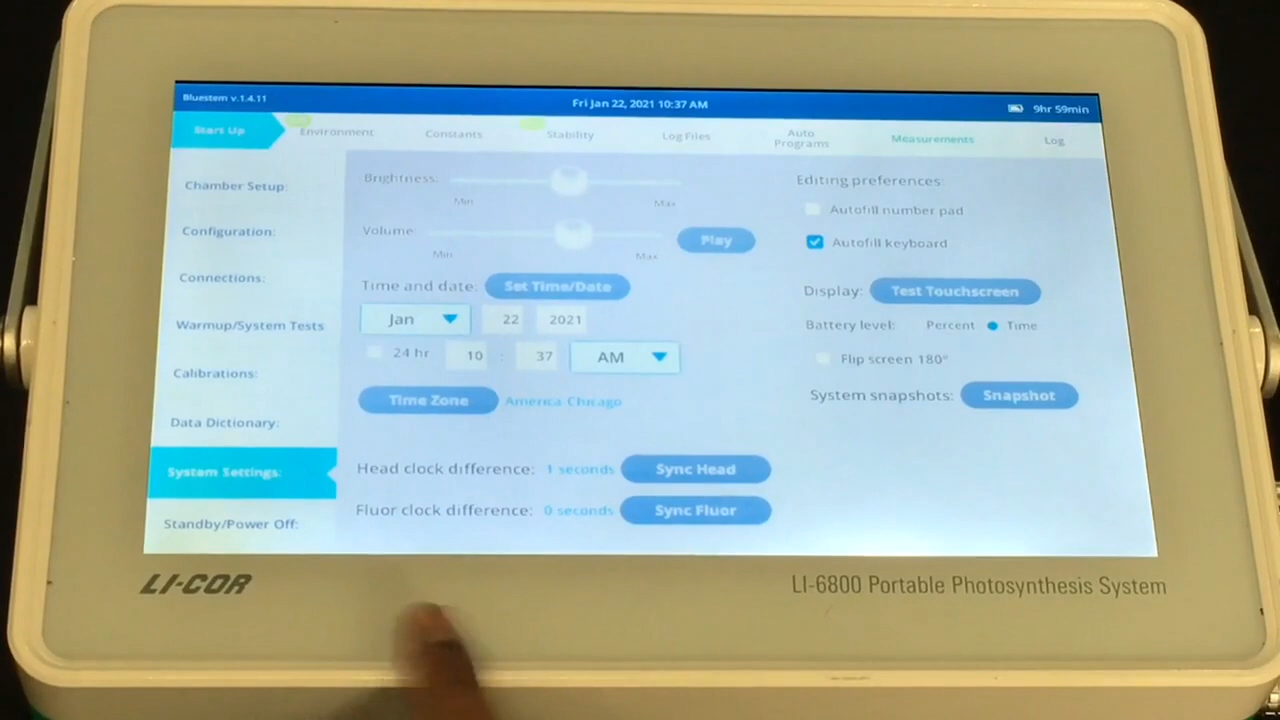 Bluestem v.1.4.11
Fri Jan 22, 2021 10:37 AM
9hr 59min
Start Up
Environment
Constants
Stability
Log Files
Auto Programs
Measurements
Log
Chamber Setup:
Configuration:
Connections:
Warmup/System Tests
Calibrations:
Data Dictionary:
System Settings:
Standby/Power Off:
Brightness:
Min Max
Volume:
Play
Min Max
Time and date: Set Time/Date
Jan 22 2021
24 hr 10 : 37 AM
Time Zone America Chicago
Head clock difference: 1 seconds Sync Head
Fluor clock difference: 0 seconds Sync Fluor
Editing preferences:
Autofill number pad
Autofill keyboard
Display: Test Touchscreen
Battery level: Percent Time
Flip screen 180°
System snapshots: Snapshot
LI-COR
LI-6800 Portable Photosynthesis System